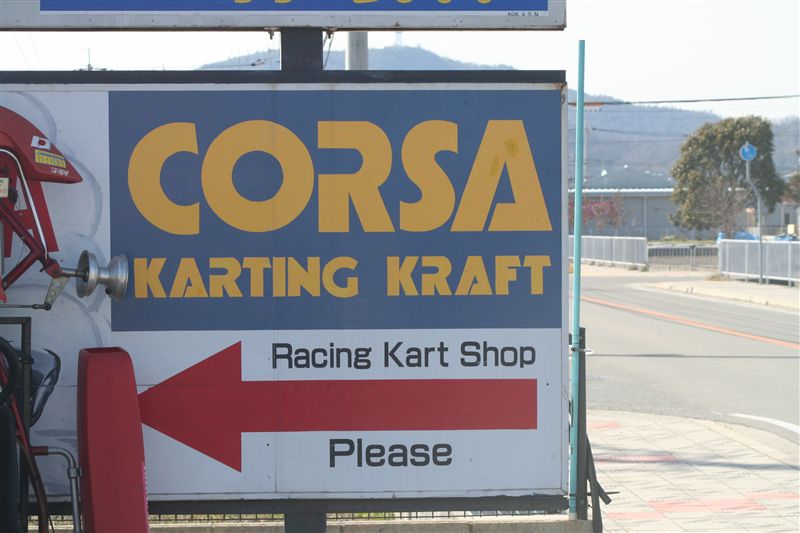 CORSA
KARTING KRAFT
Racing Kart Shop
Please